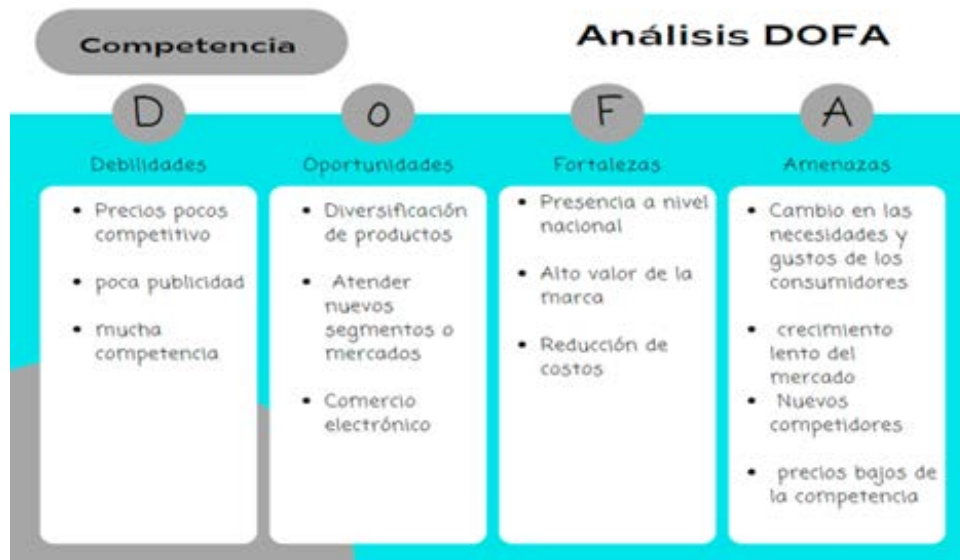 Competencia
Análisis DOFA
D
Debilidades
• Precios pocos
competitivo
• poca publicidad
• mucha
competencia
O
Oportunidades
• Diversificación
de productos
• Atender
nuevos
segmentos o
mercados
• Comercio
electrónico
F
Fortalezas
• Presencia a nivel
nacional
• Alto valor de la
marca
• Reducción de
costos
A
Amenazas
• Cambio en las
necesidades y
gustos de los
consumidores
• crecimiento
lento del
mercado
• Nuevos
competidores
• precios bajos de
la competencia